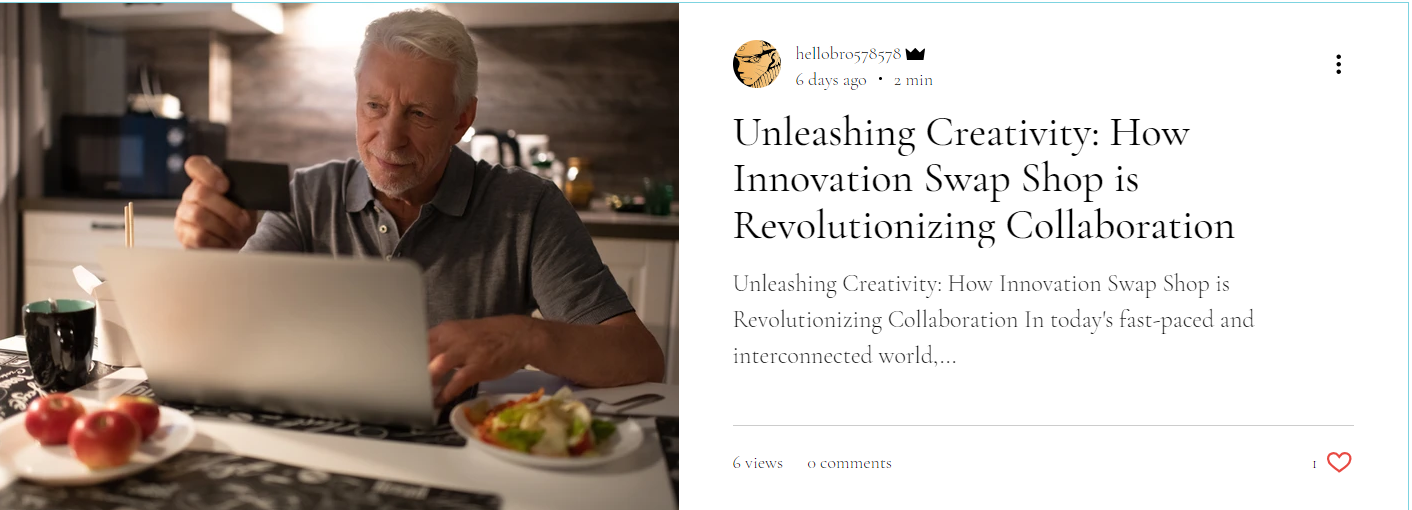 hellobro578578
6 days ago • 2 min
Unleashing Creativity: How
Innovation Swap Shop is
Revolutionizing Collaboration
Unleashing Creativity: How Innovation Swap Shop is
Revolutionizing Collaboration In today's fast-paced and
interconnected world,...
6 views 0 comments
1